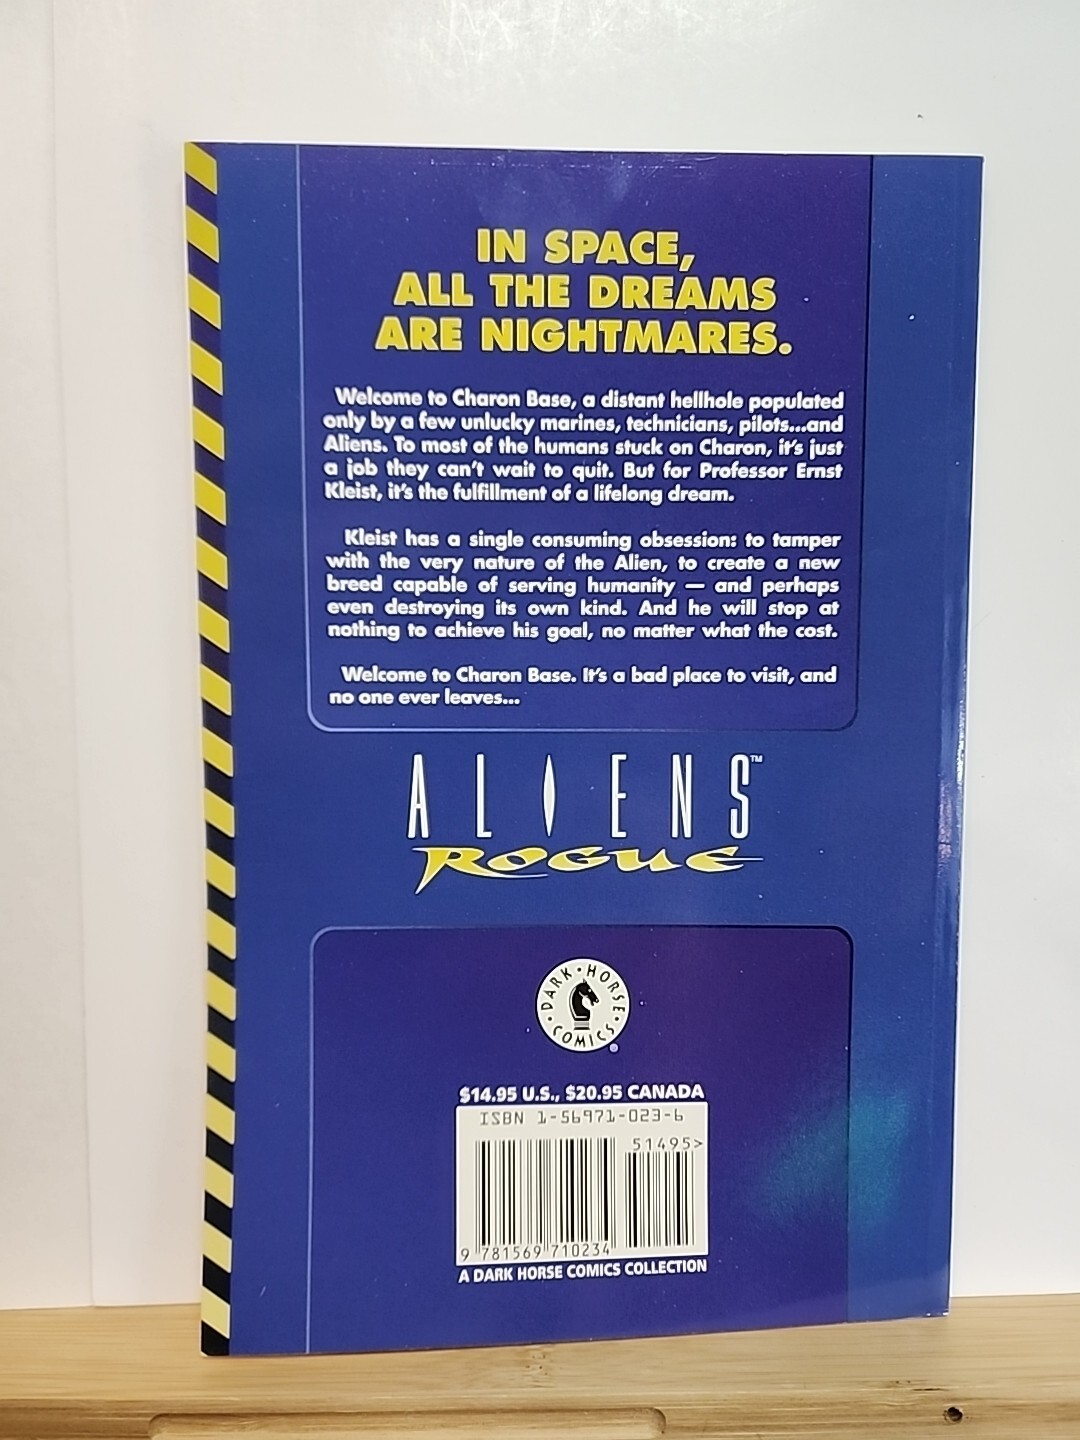 IN SPACE,
ALL THE DREAMS
ARE NIGHTMARES.
Welcome to Charon Base, a distant hellhole populated
only by a few unlucky marines, technicians, pilots...and
Aliens. To most of the humans stuck on Charon, it's just
a job they can't wait to quit. But for Professor Ernst
Kleist, it's the fulfillment of a lifelong dream.
Kleist has a single consuming obsession: to tamper
with the very nature of the Alien, to create a new
breed capable of serving humanity — and perhaps
even destroying its own kind. And he will stop at
nothing to achieve his goal, no matter what the cost.
Welcome to Charon Base. It's a bad place to visit, and
no one ever leaves...
ALIENS™
ROGUE
DARK • HORSE • COMICS •
$14.95 U.S., $20.95 CANADA
ISBN 1-56971-023-6
51495>
9 781569 710234
A DARK HORSE COMICS COLLECTION